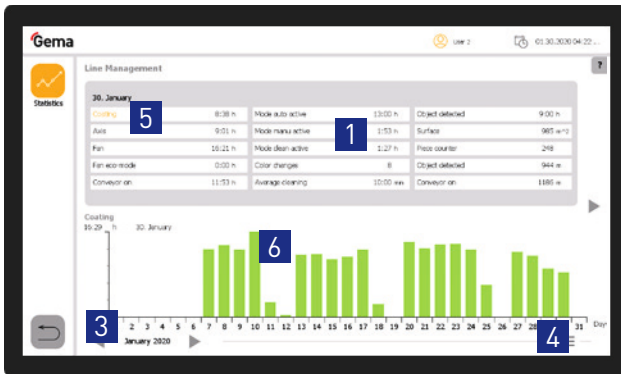 Gema
User 2
01.30.2020 04:22 ...
Line Management
?
Statistics
30. January
Coating 8:38 h Mode auto active 13:00 h Object detected 9:00 h
Axis 9:01 h Mode manu active 1:53 h Surface 985 m^2
Fan 16:21 h Mode clean active 1:27 h Piece counter 248
Fan eco-mode 0:00 h Color changes 8 Object detected 944 m
Conveyor on 11:53 h Average cleaning 10:00 min Conveyor on 1186 m
5
1
Coating
16:29 h 30. January
6
2 3 4 5 6 7 8 9 10 11 12 13 14 15 16 17 18 19 20 21 22 23 24 25 26 27 28 31 Day
3
4
January 2020